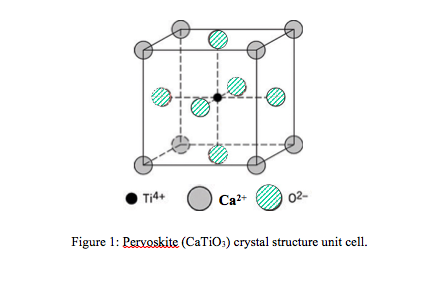 Ti4+ Ca2+ O2-
Figure 1: Pervoskite (CaTiO3) crystal structure unit cell.